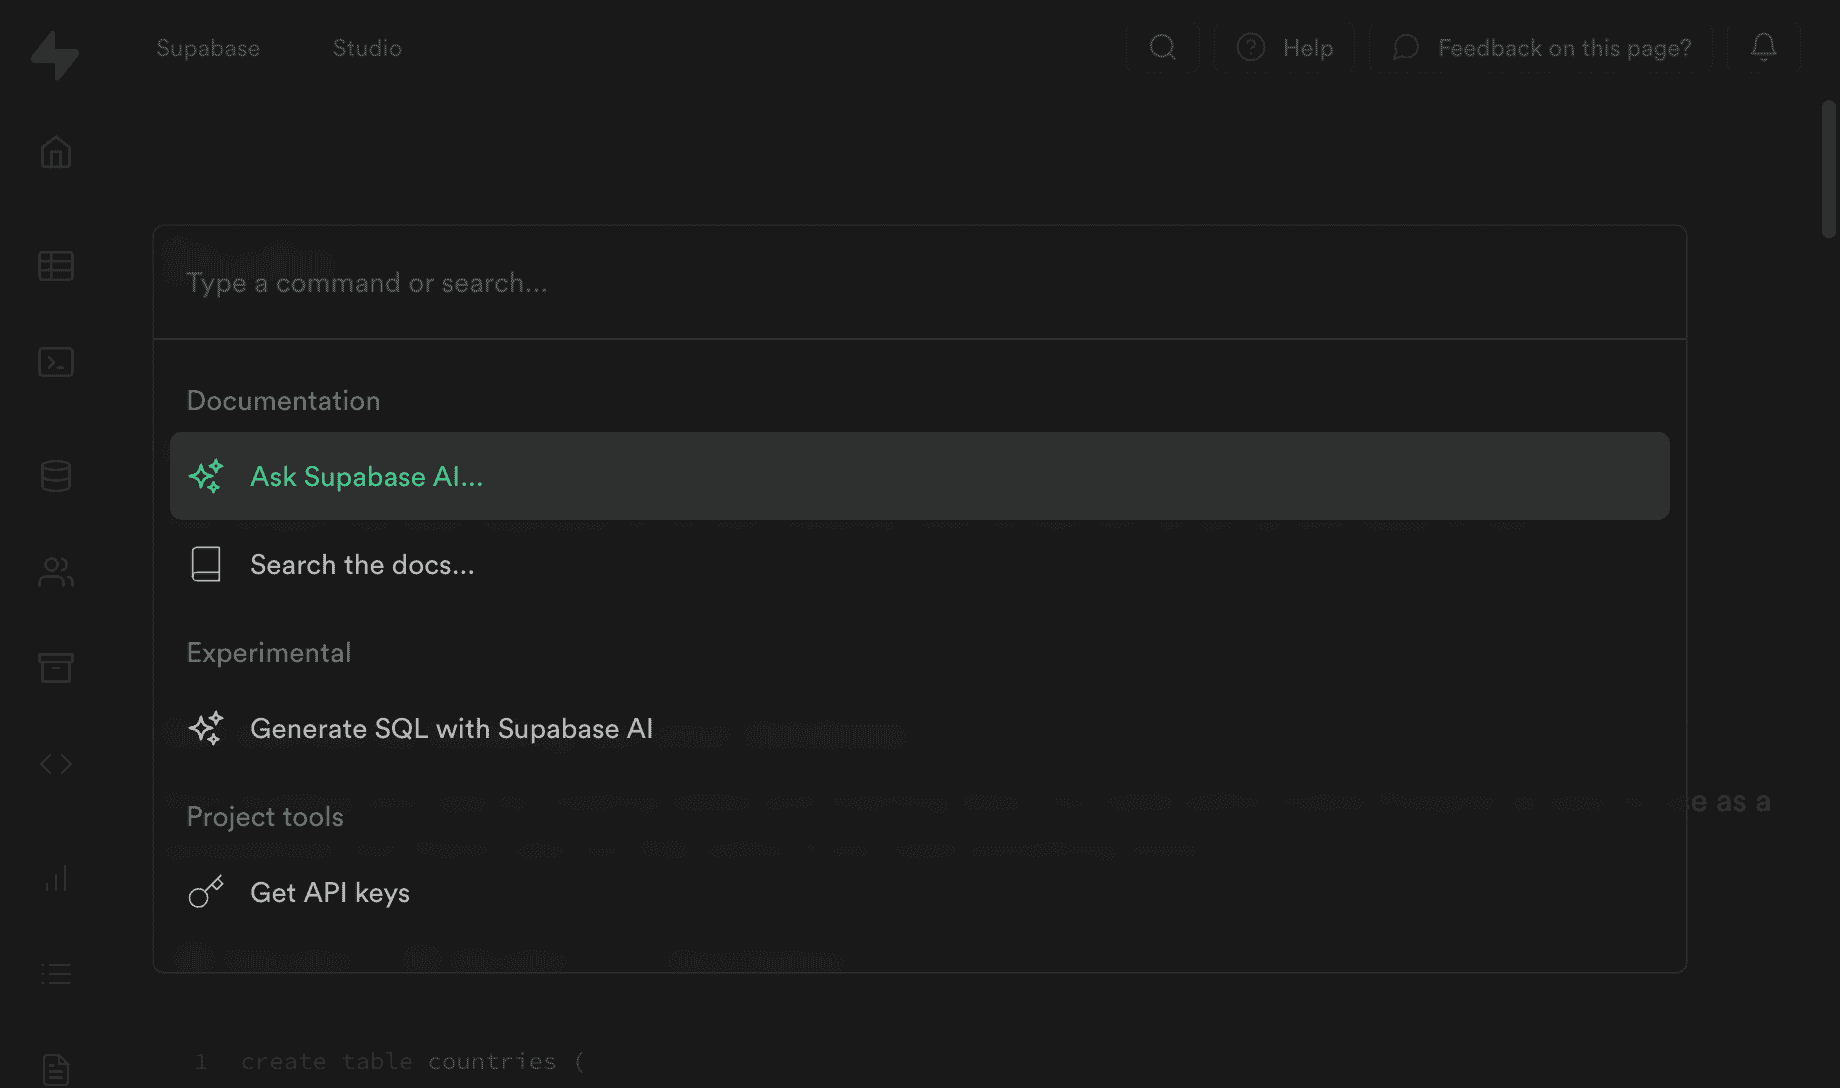 Supabase
Studio
Help
Feedback on this page?
Type a command or search...
Documentation
Ask Supabase AI...
Search the docs...
Experimental
Generate SQL with Supabase AI
Project tools
as a
Get API keys
1 create table countries (